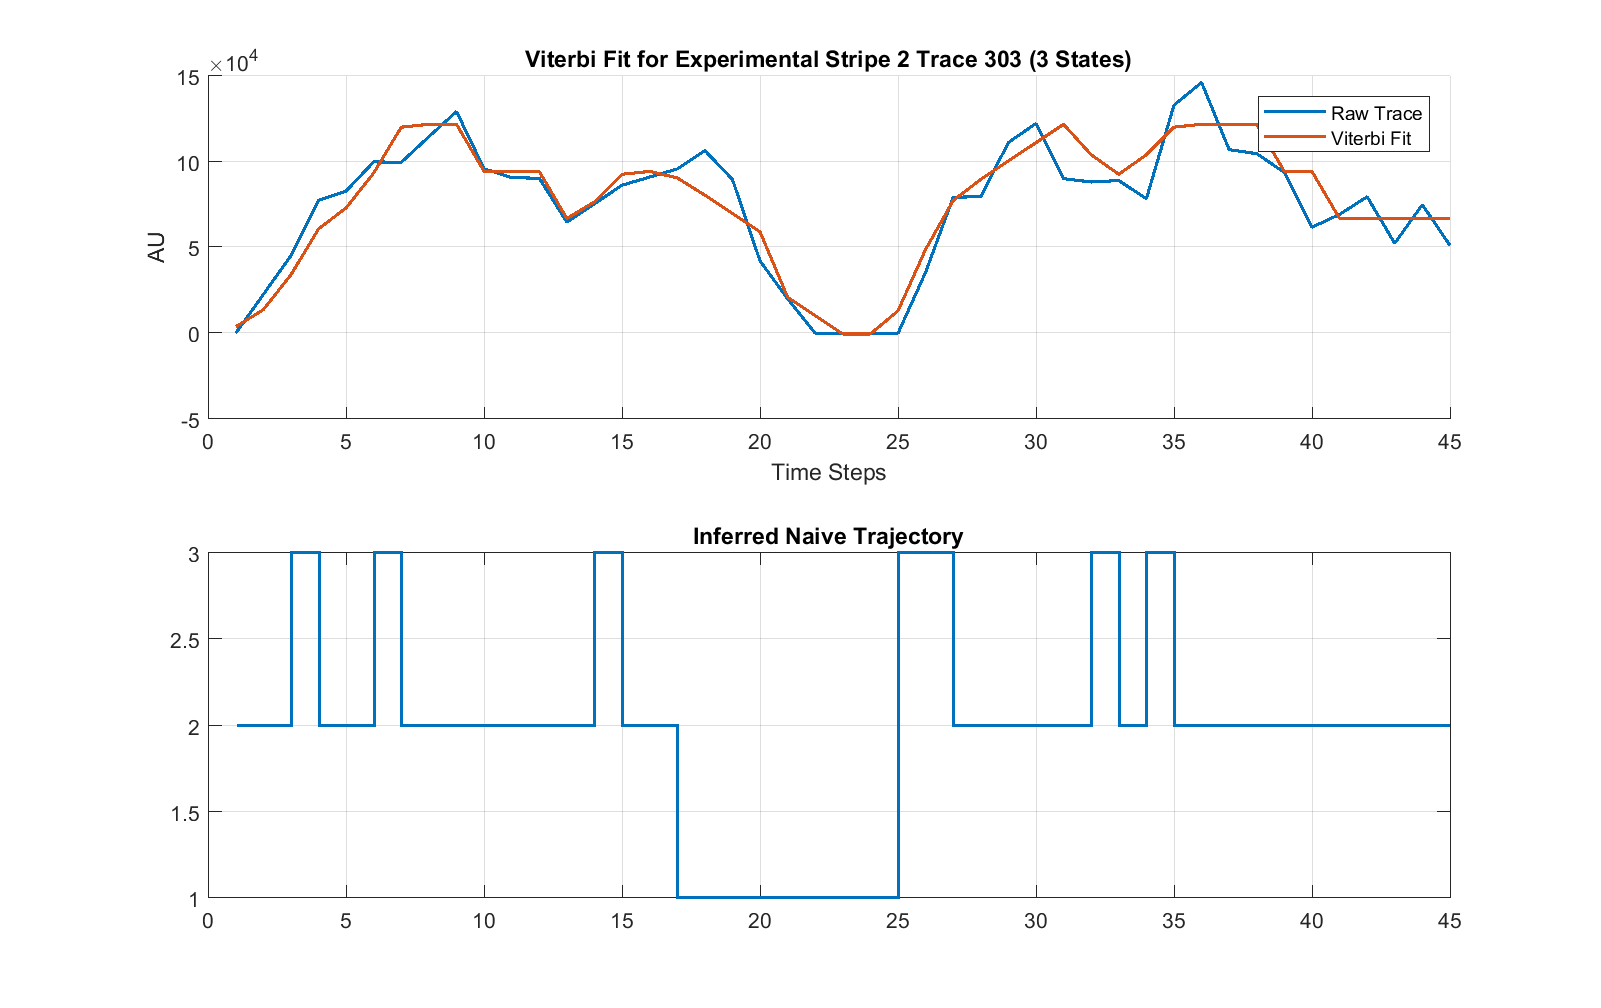 Viterbi Fit for Experimental Stripe 2 Trace 303 (3 States)
×10^4
15
10
5
0
-5
AU
Raw Trace
Viterbi Fit
0 5 10 15 20 25 30 35 40 45
Time Steps
Inferred Naive Trajectory
3
2.5
2
1.5
1
0 5 10 15 20 25 30 35 40 45